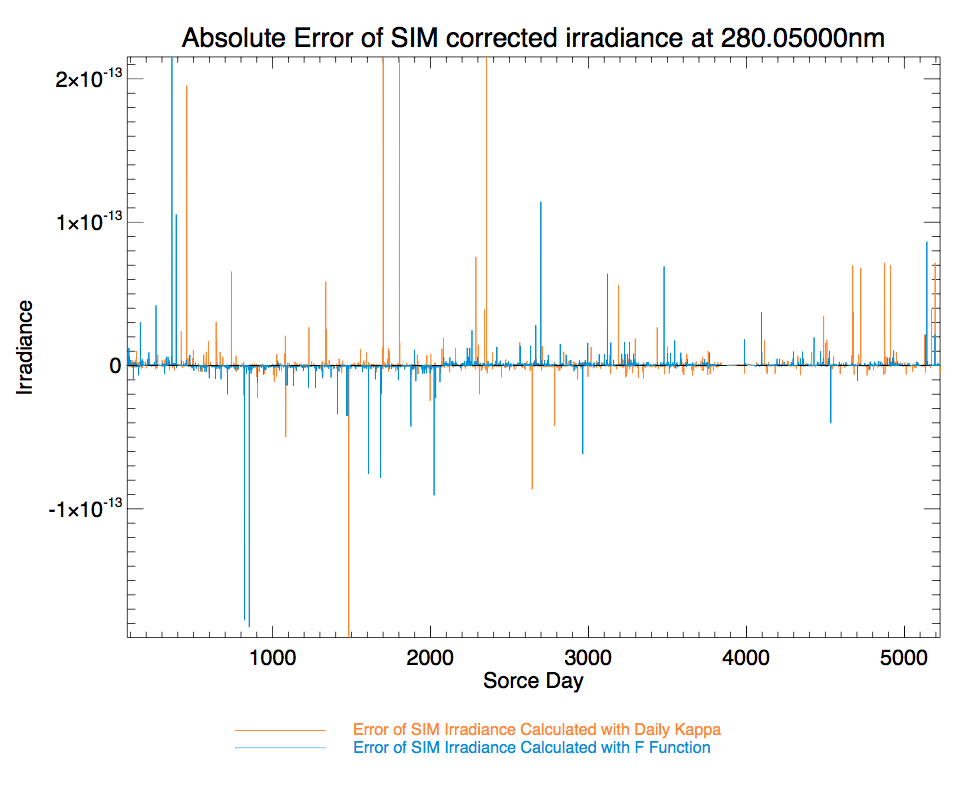 Absolute Error of SIM corrected irradiance at 280.05000nm
2×10⁻¹³
1×10⁻¹³
0
-1×10⁻¹³
Irradiance
1000 2000 3000 4000 5000
Sorce Day
Error of SIM Irradiance Calculated with Daily Kappa
Error of SIM Irradiance Calculated with F Function